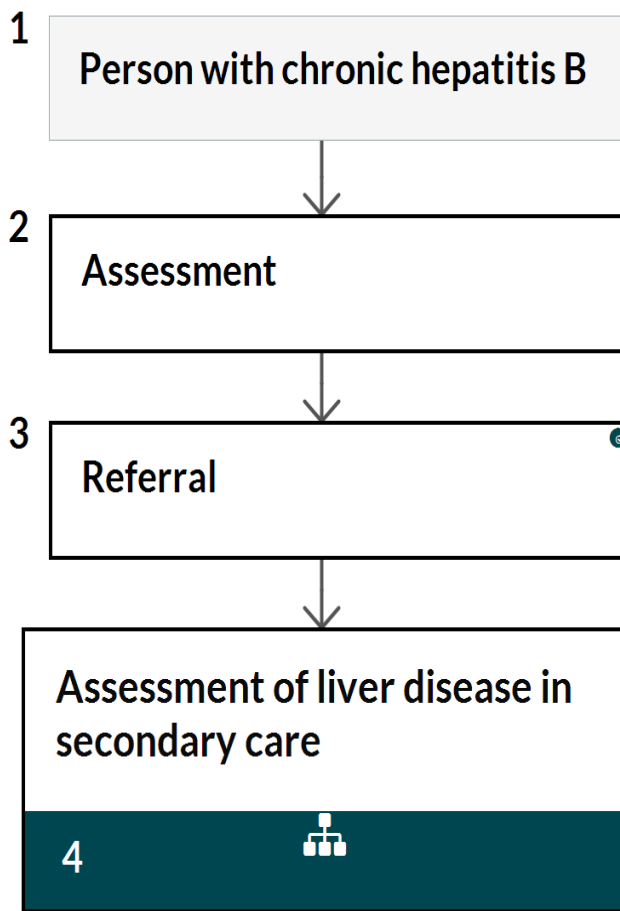 1
Person with chronic hepatitis B
2
Assessment
3
Referral
Assessment of liver disease in
secondary care
4